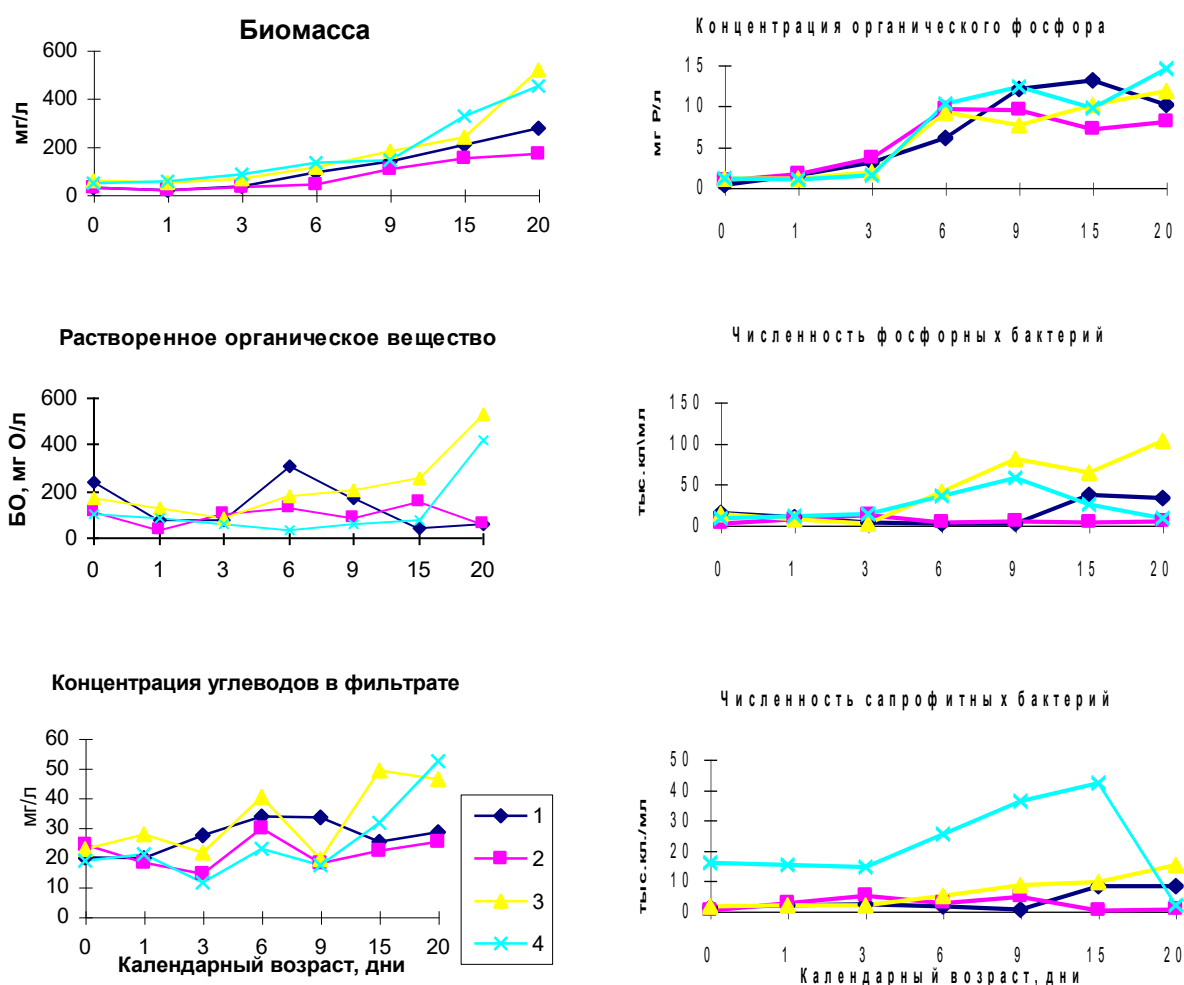 Биомасса
600
400
200
0
мг/л
0 1 3 6 9 15 20
Концентрация органического фосфора
15
10
5
0
мг Р/л
0 1 3 6 9 15 20
Растворенное органическое вещество
600
400
200
0
БО, мг О/л
0 1 3 6 9 15 20
Численность фосфорных бактерий
150
100
50
0
тыс.кл\мл
0 1 3 6 9 15 20
Концентрация углеводов в фильтрате
60
50
40
30
20
10
0
мг/л
0 1 3 6 9 15 20
Календарный возраст, дни
1
2
3
4
Численность сапрофитных бактерий
50
40
30
20
10
0
тыс.кл./мл
0 1 3 6 9 15 20
Календарный возраст, дни